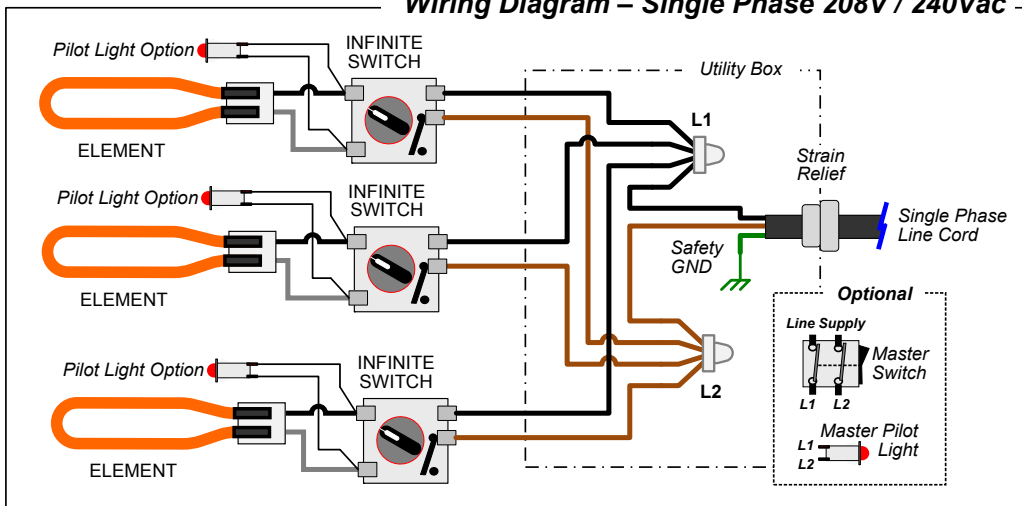 Wiring Diagram – Single Phase 208V / 240Vac
Pilot Light Option
INFINITE
SWITCH
ELEMENT
Utility Box
L1
Strain
Relief
Single Phase
Line Cord
Safety
GND
Pilot Light Option
INFINITE
SWITCH
ELEMENT
L2
Pilot Light Option
INFINITE
SWITCH
ELEMENT
Optional
Line Supply
Master
Switch
L1 L2
Master Pilot
Light
L1
L2